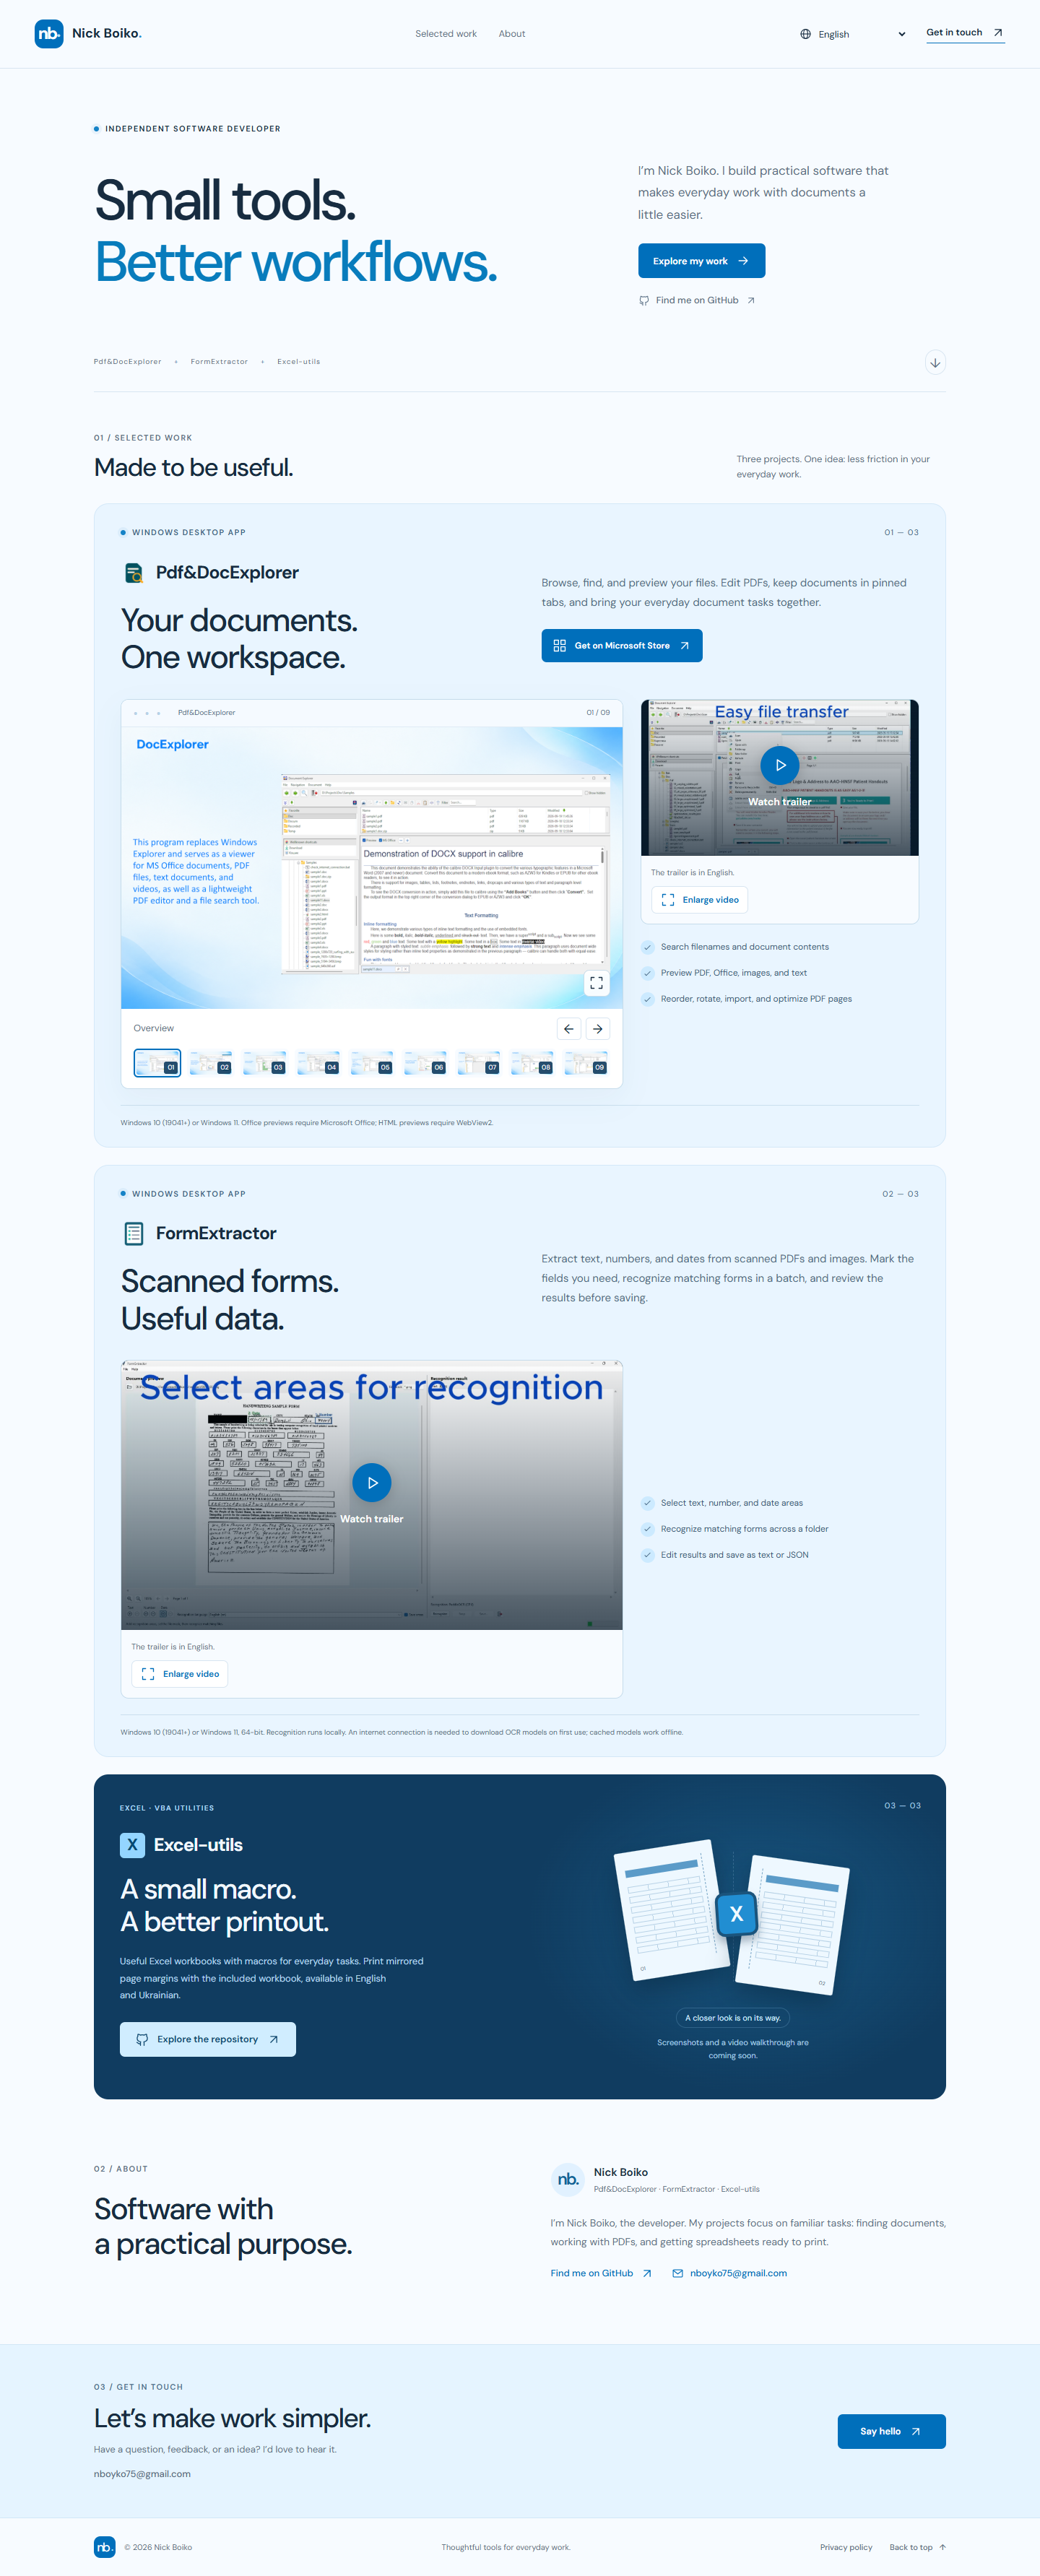 nb. Nick Boiko.
Selected work About
English
Get in touch
INDEPENDENT SOFTWARE DEVELOPER
Small tools.
Better workflows.
I'm Nick Boiko. I build practical software that
makes everyday work with documents a
little easier.
Explore my work
Find me on GitHub
Pdf&DocExplorer + FormExtractor + Excel-utils
01 / SELECTED WORK
Made to be useful.
Three projects. One idea: less friction in your
everyday work.
WINDOWS DESKTOP APP
01 — 03
Pdf&DocExplorer
Your documents.
One workspace.
Browse, find, and preview your files. Edit PDFs, keep documents in pinned
tabs, and bring your everyday document tasks together.
Get on Microsoft Store
Pdf&DocExplorer
01 / 09
DocExplorer
This program replaces Windows
Explorer and serves as a viewer
for MS Office documents, PDF
files, text documents, and
videos, as well as a lightweight
PDF editor and a file search tool.
Demonstration of DOCX support in calibre
Text Formatting
Inline formatting
Fun with fonts
Overview
01 02 03 04 05 06 07 08 09
Easy file transfer
Watch trailer
The trailer is in English.
Enlarge video
Search filenames and document contents
Preview PDF, Office, images, and text
Reorder, rotate, import, and optimize PDF pages
Windows 10 (19041+) or Windows 11. Office previews require Microsoft Office; HTML previews require WebView2.
WINDOWS DESKTOP APP
02 — 03
FormExtractor
Scanned forms.
Useful data.
Extract text, numbers, and dates from scanned PDFs and images. Mark the
fields you need, recognize matching forms in a batch, and review the
results before saving.
Select areas for recognition
Recognition result
HANDWRITING SAMPLE FORM
Watch trailer
The trailer is in English.
Enlarge video
Select text, number, and date areas
Recognize matching forms across a folder
Edit results and save as text or JSON
Windows 10 (19041+) or Windows 11, 64-bit. Recognition runs locally. An internet connection is needed to download OCR models on first use; cached models work offline.
EXCEL · VBA UTILITIES
03 — 03
X Excel-utils
A small macro.
A better printout.
Useful Excel workbooks with macros for everyday tasks. Print mirrored
page margins with the included workbook, available in English
and Ukrainian.
Explore the repository
X
01
02
A closer look is on its way.
Screenshots and a video walkthrough are
coming soon.
02 / ABOUT
Software with
a practical purpose.
nb. Nick Boiko
Pdf&DocExplorer · FormExtractor · Excel-utils
I'm Nick Boiko, the developer. My projects focus on familiar tasks: finding documents,
working with PDFs, and getting spreadsheets ready to print.
Find me on GitHub
nboyko75@gmail.com
03 / GET IN TOUCH
Let's make work simpler.
Have a question, feedback, or an idea? I'd love to hear it.
nboyko75@gmail.com
Say hello
nb. © 2026 Nick Boiko
Thoughtful tools for everyday work.
Privacy policy
Back to top